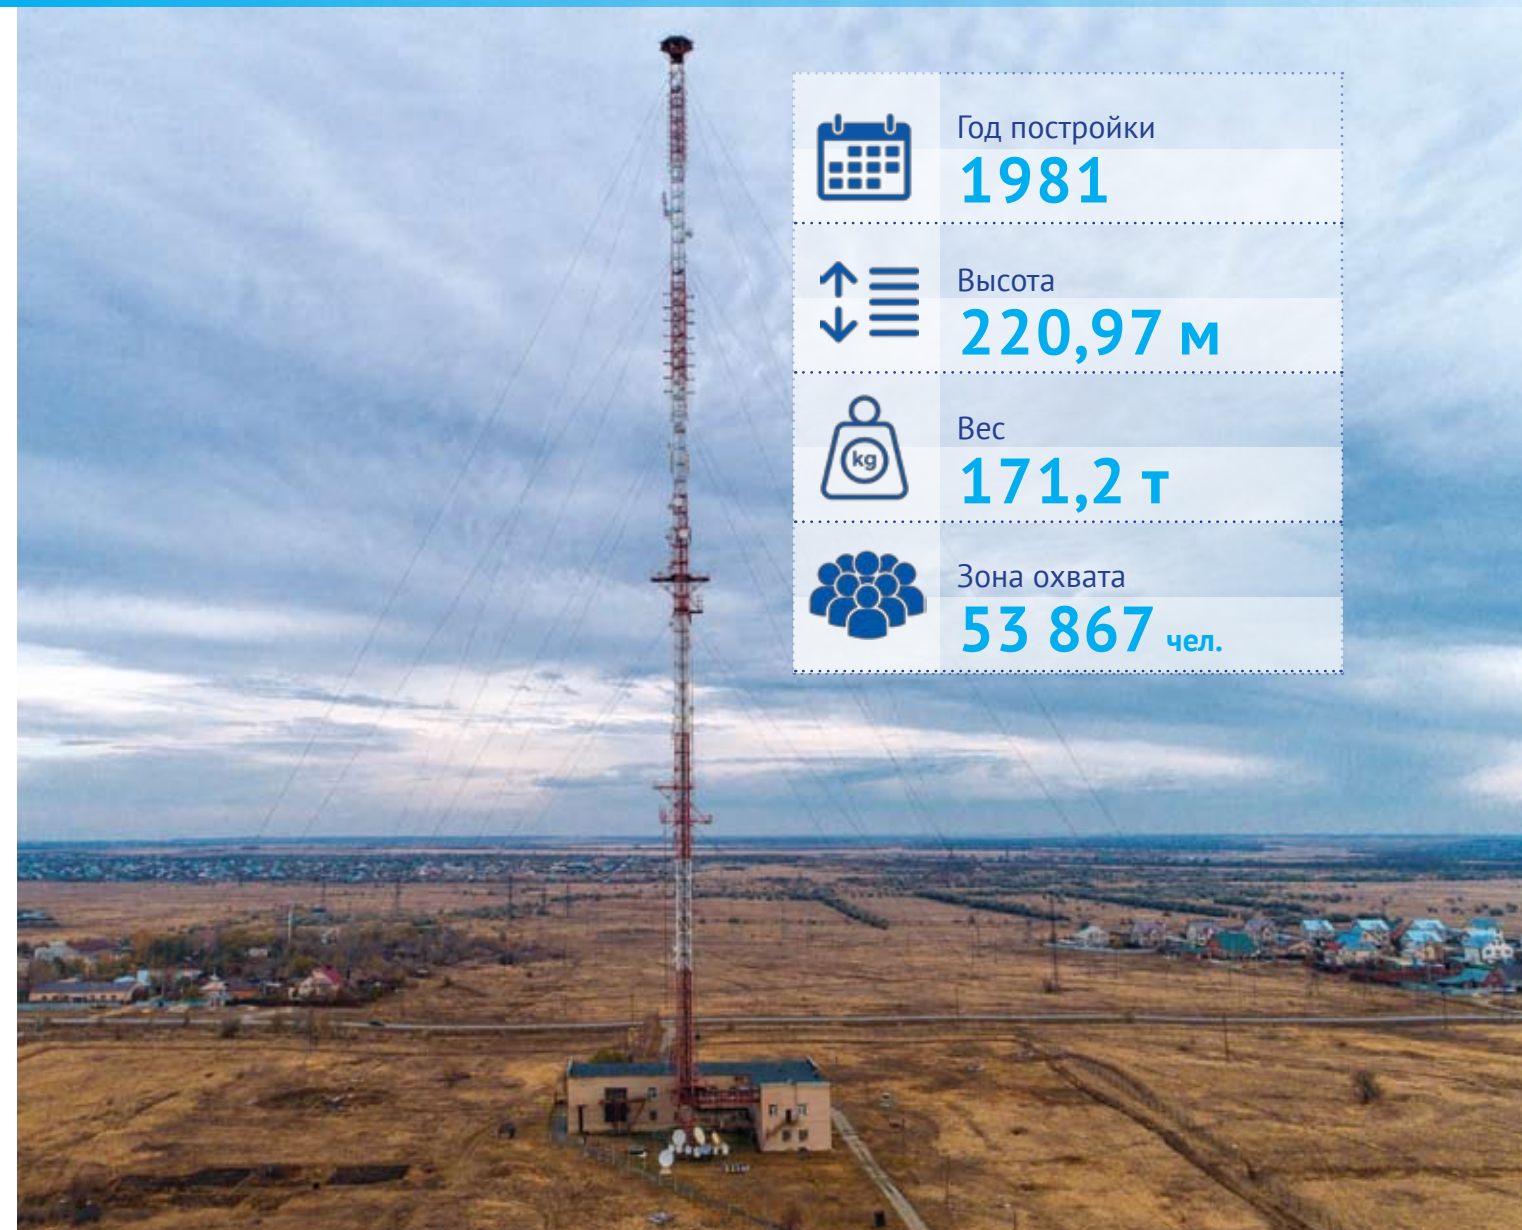 Год постройки
1981
Высота
220,97 м
Вес
kg
171,2 т
Зона охвата
53 867 чел.